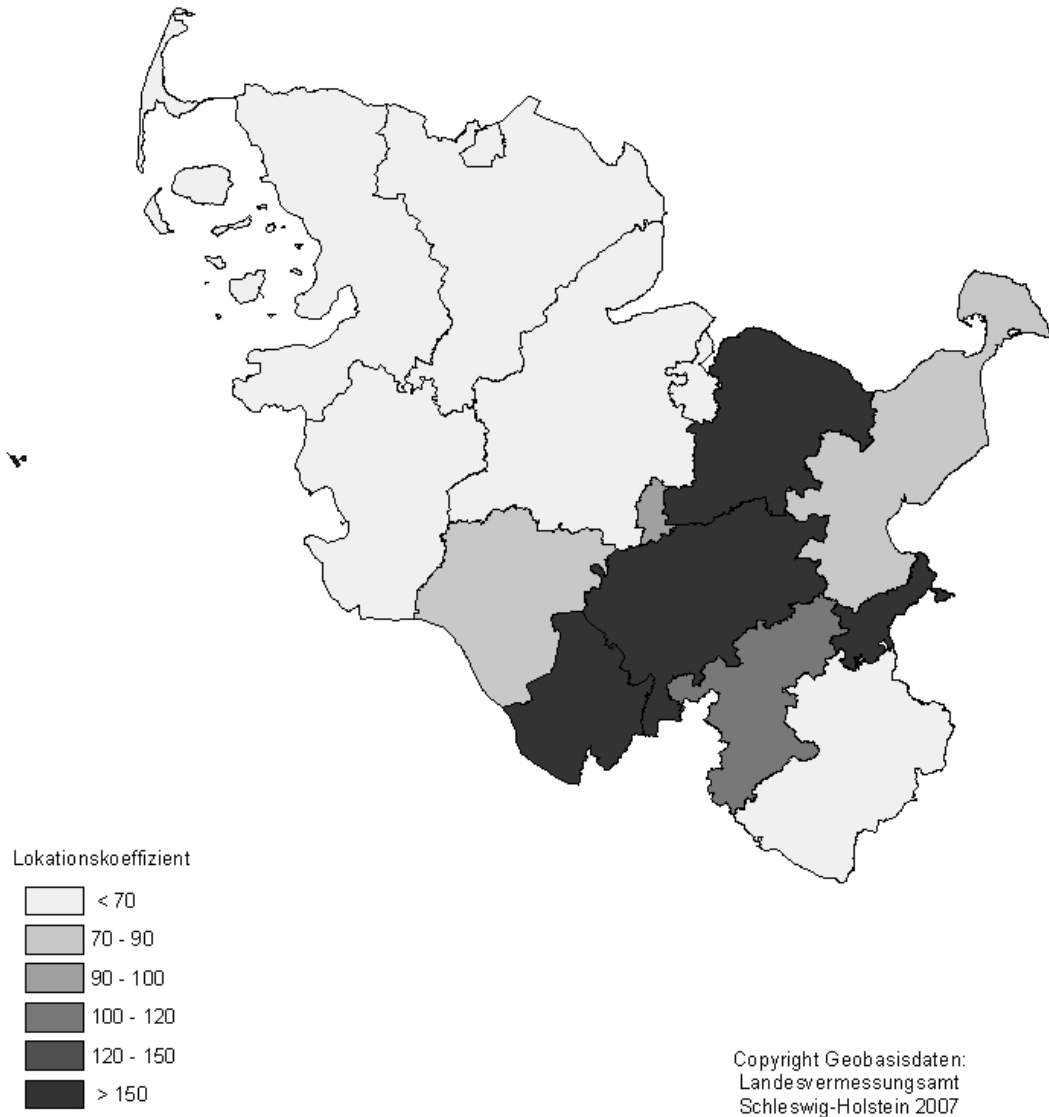 Lokationskoeffizient
< 70
70 - 90
90 - 100
100 - 120
120 - 150
> 150
Copyright Geobasisdaten:
Landesvermessungsamt
Schleswig-Holstein 2007